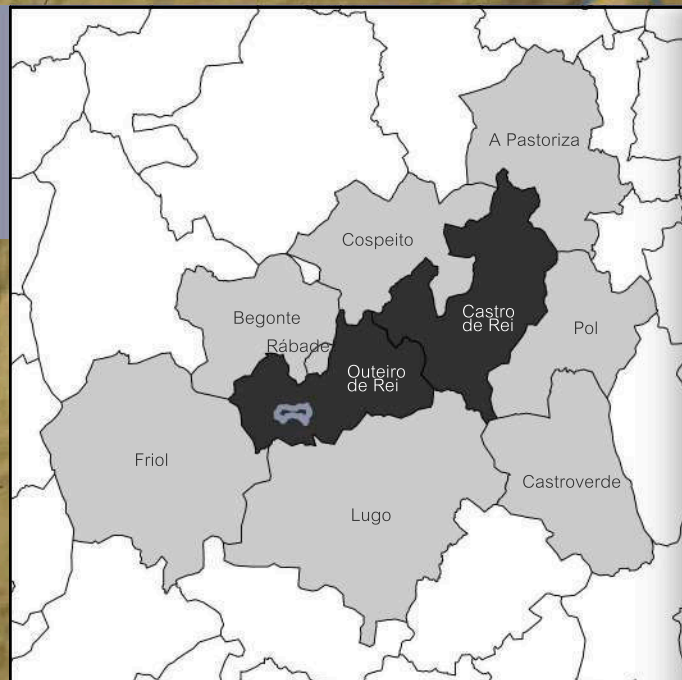 A Pastoriza
Cospeito
Castro
de Rei
Begonte
Pol
Rábade
Outeiro
de Rei
Friol
Castroverde
Lugo